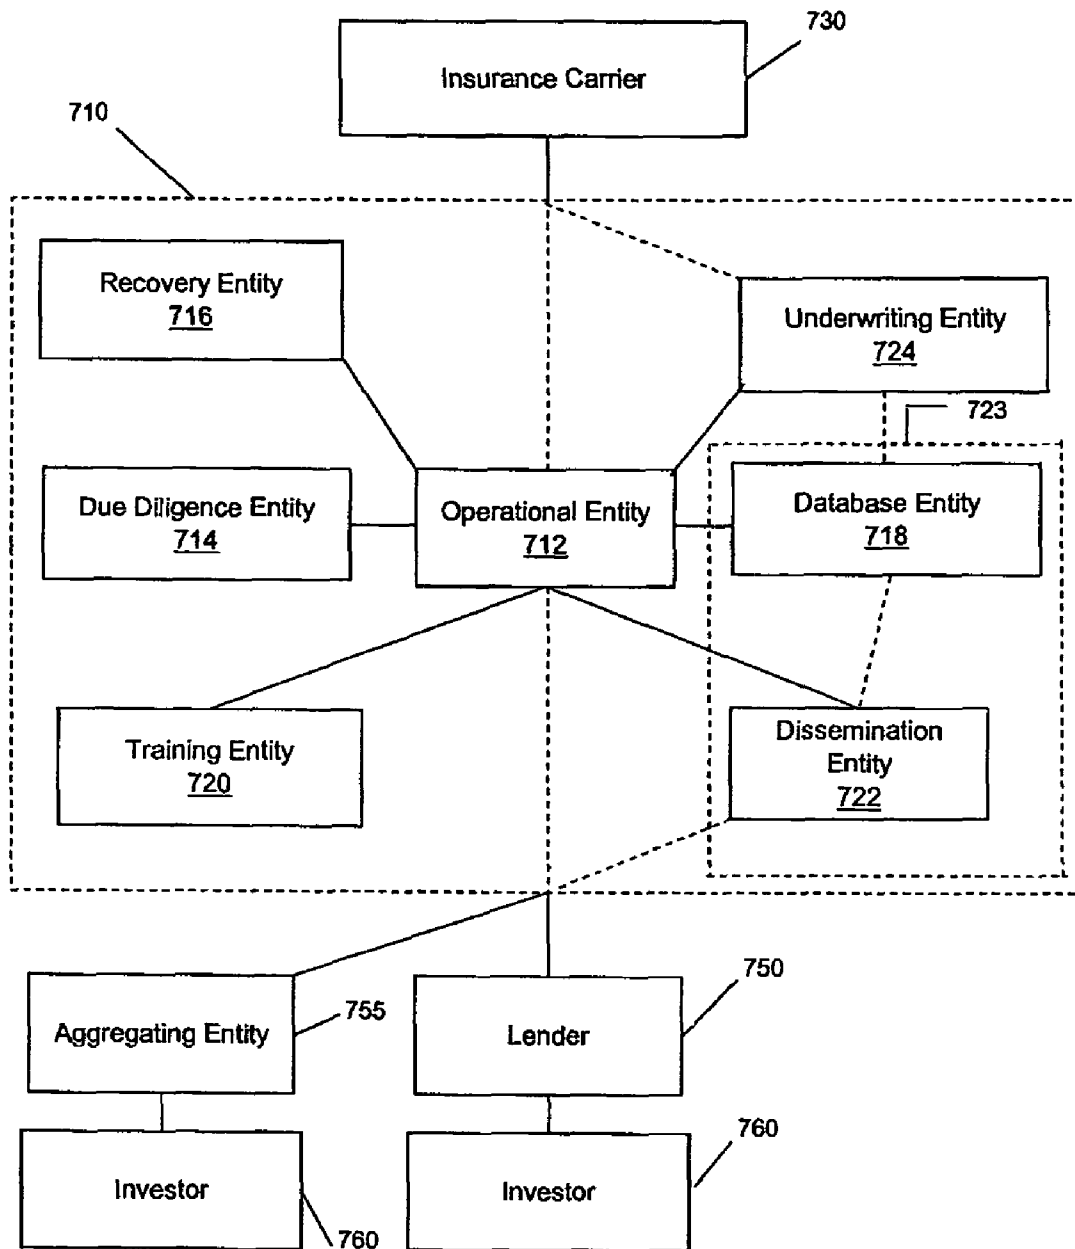 730
Insurance Carrier
710
Recovery Entity
716
Underwriting Entity
724
723
Due Diligence Entity
714
Operational Entity
712
Database Entity
718
Training Entity
720
Dissemination
Entity
722
Aggregating Entity
755
Lender
750
Investor
760
Investor
760